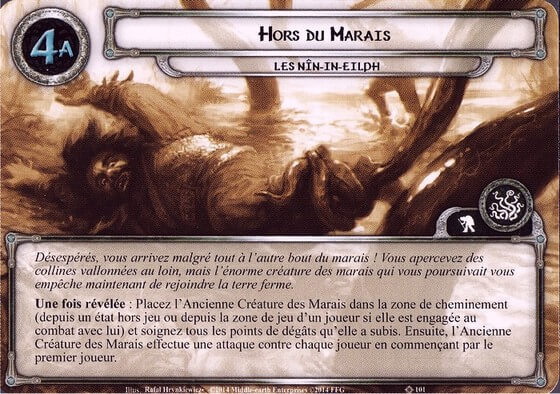 4A
HORS DU MARAIS
LES NÎN-IN-EILPH
Désespérés, vous arrivez malgré tout à l'autre bout du marais ! Vous apercevez des
collines vallonnées au loin, mais l'énorme créature des marais qui vous poursuivait vous
empêche maintenant de rejoindre la terre ferme.
Une fois révélée : Placez l'Ancienne Créature des Marais dans la zone de cheminement
(depuis un état hors jeu ou depuis la zone de jeu d'un joueur si elle est engagée au
combat avec lui) et soignez tous les points de dégâts qu'elle a subis. Ensuite, l'Ancienne
Créature des Marais effectue une attaque contre chaque joueur en commençant par le
premier joueur.
Illus. Rafał Hrynkiewicz ©2014 Middle-earth Enterprises ©2014 FFG 101